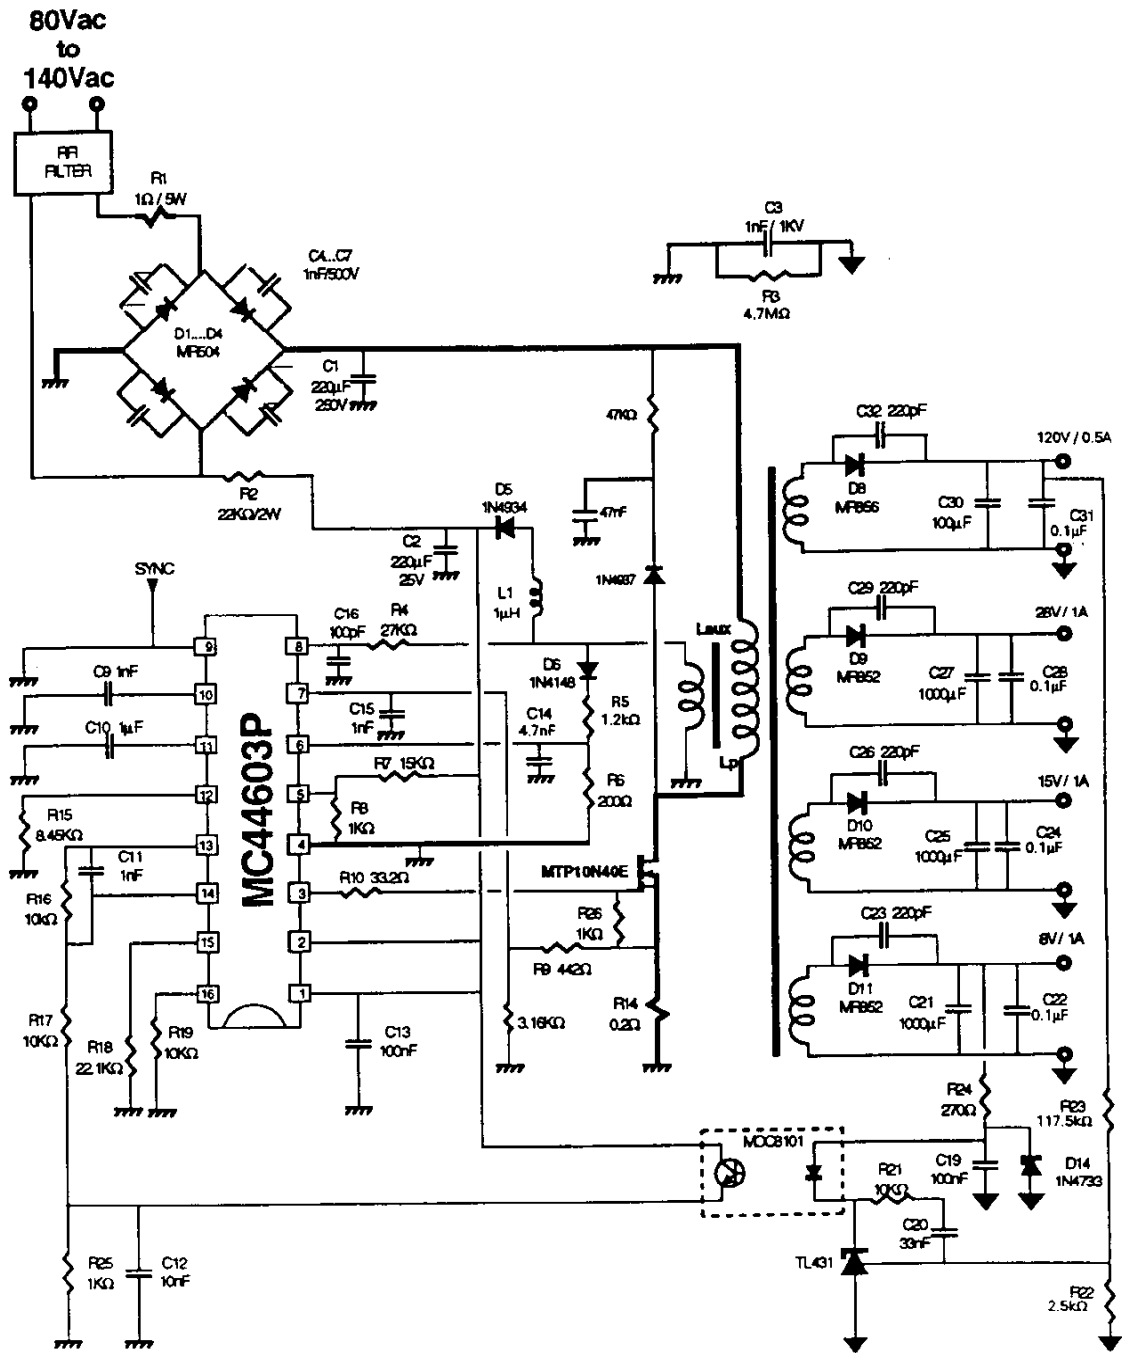 80Vac
to
140Vac
RFI
FILTER
R1
1Ω / 5W
C4...C7
1nF/500V
D1....D4
MR504
C3
1nF / 1KV
R3
4.7MΩ
C1
220µF
250V
47KΩ
R2
22KΩ/2W
D5
1N4934
47nF
C2
220µF
25V
L1
1µH
1N4937
SYNC
C16
100pF
R4
27KΩ
Laux
Lp
D6
1N4148
R5
1.2kΩ
C9 1nF
C15
1nF
C14
4.7nF
C10 1µF
R7 15KΩ
R6
200Ω
R8
1KΩ
R15
8.45KΩ
C11
1nF
MC44603P
9
10
11
12
13
14
15
16
8
7
6
5
4
3
2
1
MTP10N40E
R10 33.2Ω
R16
10kΩ
R26
1KΩ
R9 442Ω
R14
0.2Ω
R17
10KΩ
R18
22.1KΩ
R19
10KΩ
C13
100nF
3.16KΩ
C32 220pF
120V / 0.5A
D8
MR856
C30
100µF
C31
0.1µF
C29 220pF
28V / 1A
D9
MR852
C27
1000µF
C28
0.1µF
C26 220pF
15V / 1A
D10
MR852
C25
1000µF
C24
0.1µF
C23 220pF
8V / 1A
D11
MR852
C21
1000µF
C22
0.1µF
R24
270Ω
R23
117.5kΩ
MOC8101
C19
100nF
D14
1N4733
R21
10KΩ
C20
33nF
TL431
R25
1KΩ
C12
10nF
R22
2.5kΩ